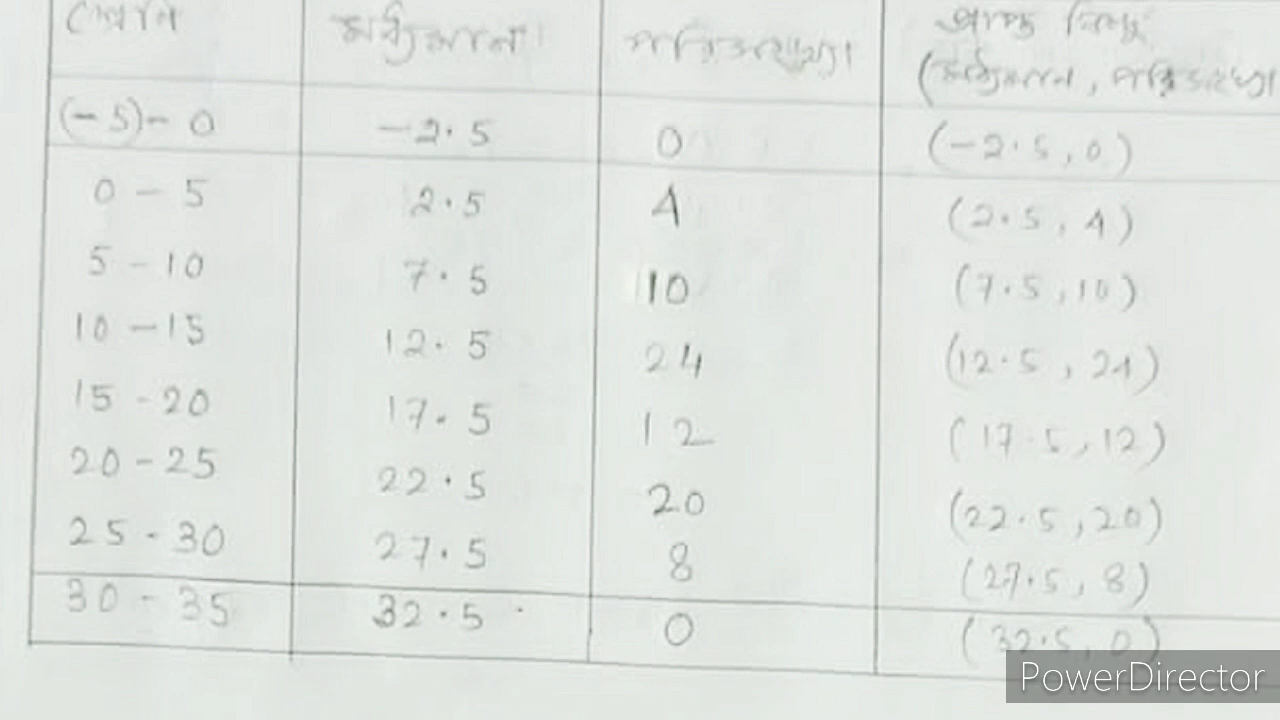 শ্রেণি মধ্যমান পরিসংখ্যা প্রাপ্ত বিন্দু
(মধ্যমান, পরিসংখ্যা
(-5)-0 -2.5 0 (-2.5, 0)
0 - 5 2.5 4 (2.5, 4)
5 - 10 7.5 10 (7.5, 10)
10 - 15 12.5 24 (12.5, 24)
15 - 20 17.5 12 (17.5, 12)
20 - 25 22.5 20 (22.5, 20)
25 - 30 27.5 8 (27.5, 8)
30 - 35 32.5 0 (32.5, 0)
PowerDirector